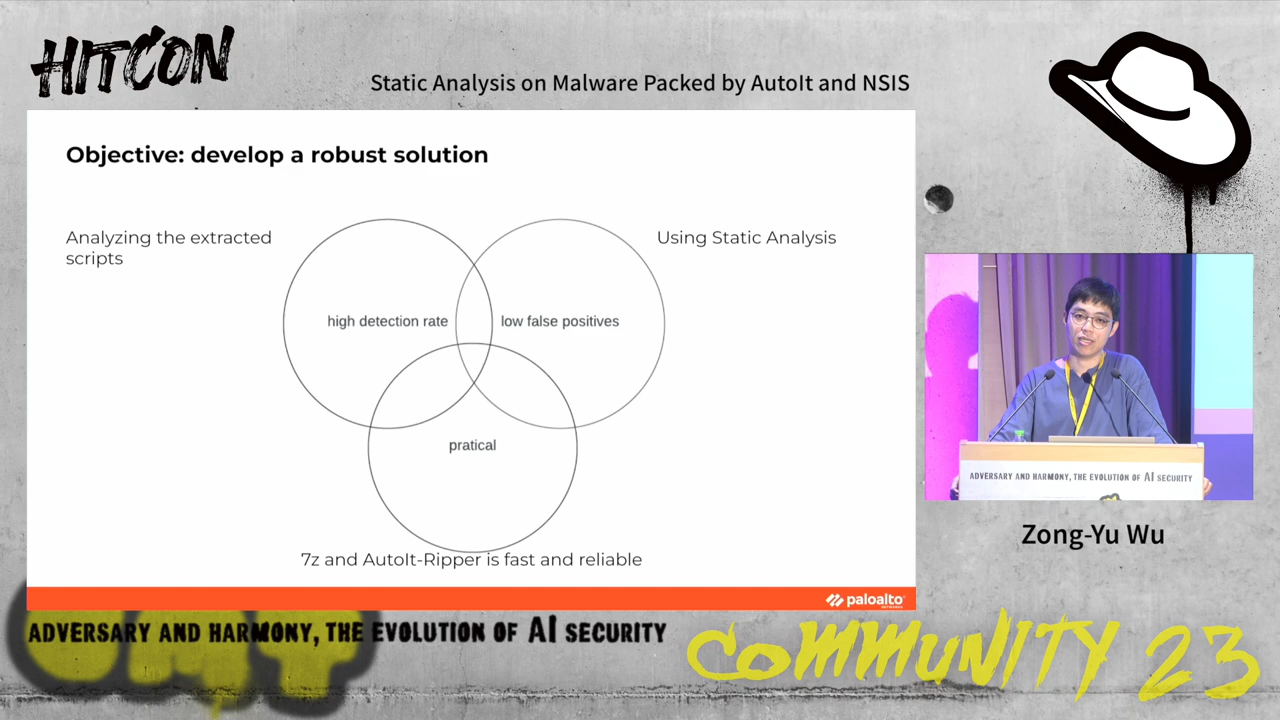 HITCON
Static Analysis on Malware Packed by AutoIt and NSIS
Objective: develop a robust solution
Analyzing the extracted
scripts
Using Static Analysis
high detection rate
low false positives
pratical
7z and AutoIt-Ripper is fast and reliable
paloalto
NETWORKS
ADVERSARY AND HARMONY, THE EVOLUTION OF AI SECURITY
Zong-Yu Wu
CMT
ADVERSARY AND HARMONY, THE EVOLUTION OF AI SECURITY
COMMUNITY 23